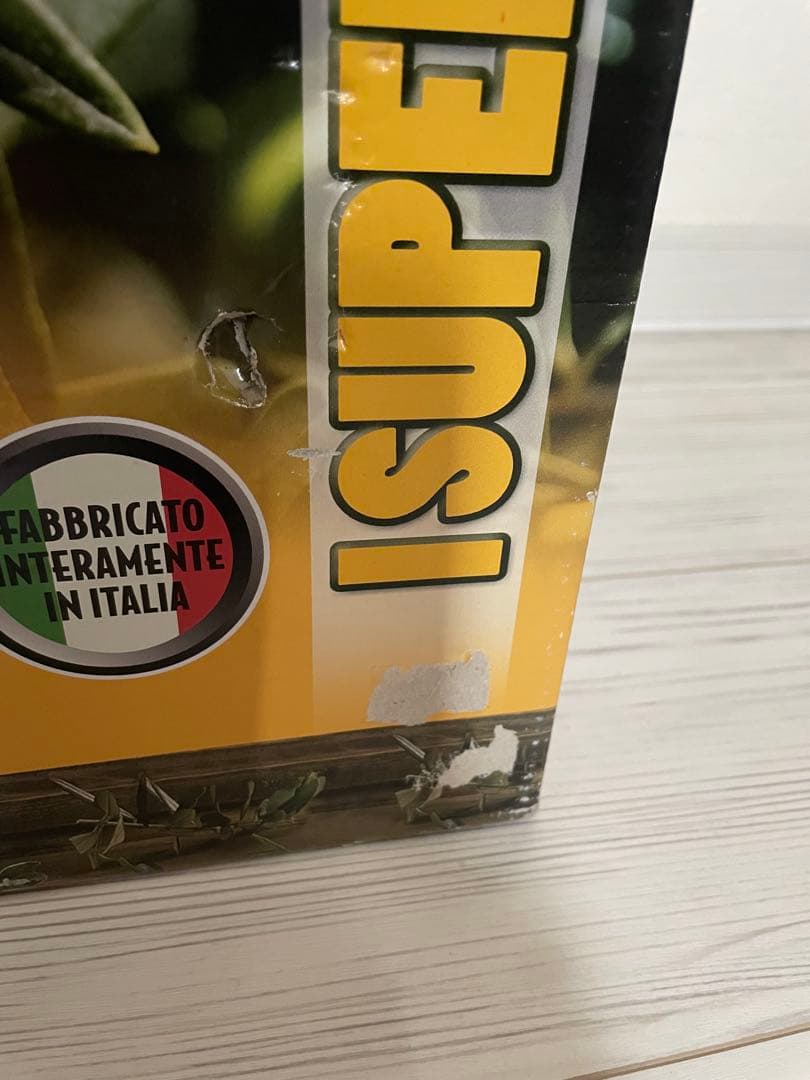 I SUPE
FABBRICATO
INTERAMENTE
IN ITALIA